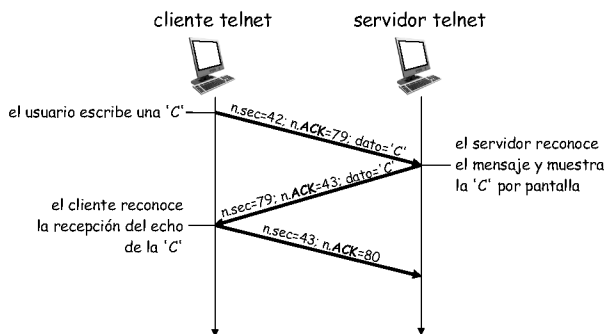 cliente telnet
servidor telnet
el usuario escribe una 'C'
n.sec=42; n.ACK=79; dato='C'
el servidor reconoce
el mensaje y muestra
la 'C' por pantalla
n.sec=79; n.ACK=43; dato='C'
el cliente reconoce
la recepción del echo
de la 'C'
n.sec=43; n.ACK=80